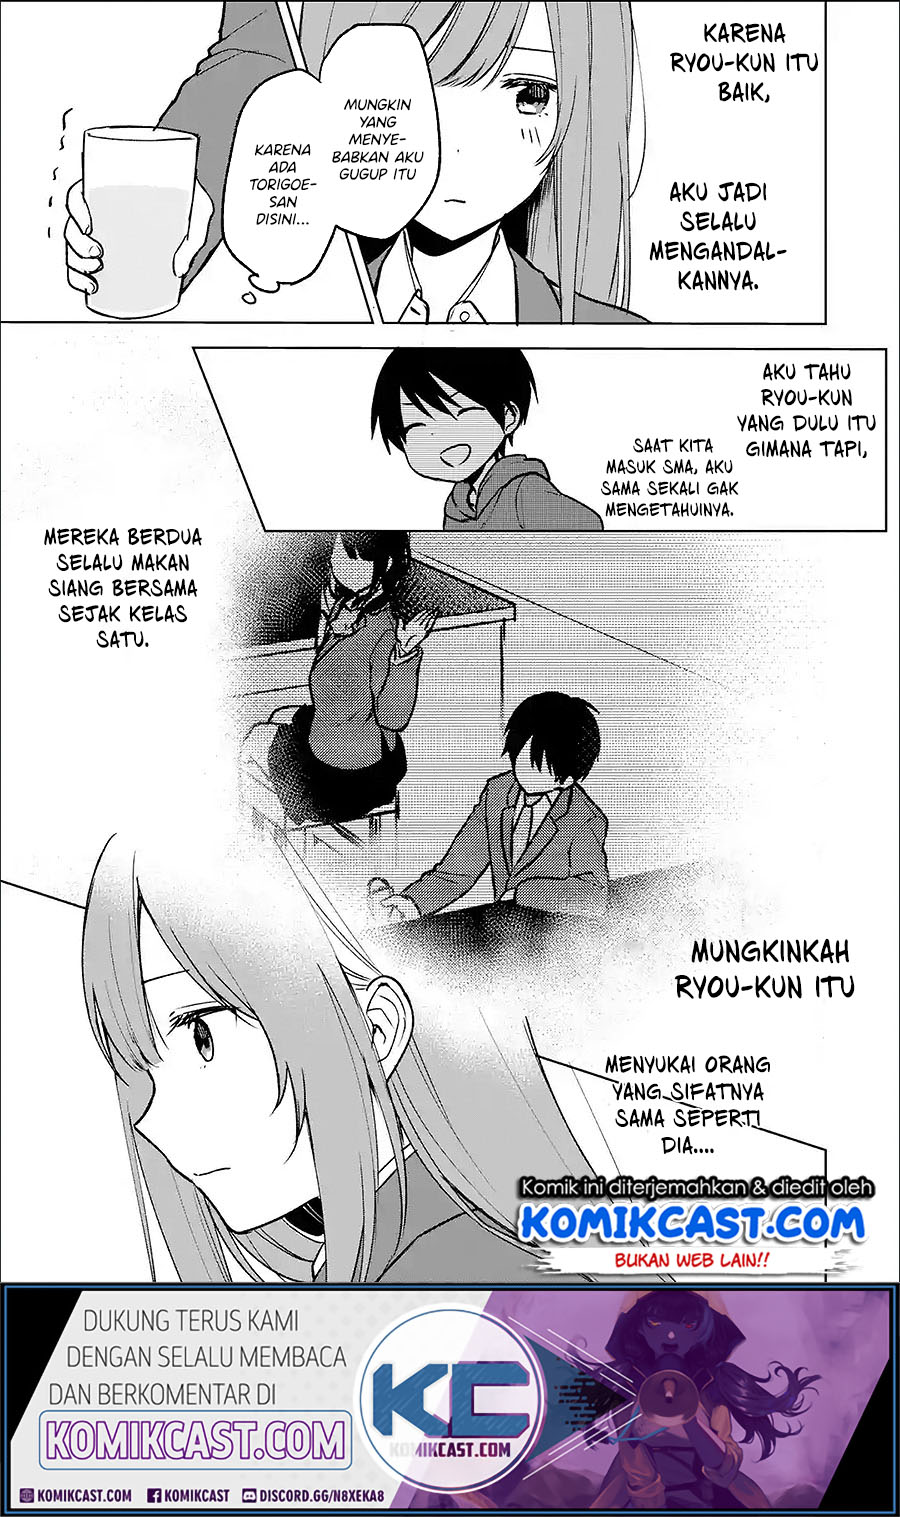 KARENA
RYOU-KUN ITU
BAIK,
AKU JADI
SELALU
MENGANDAL-
KANNYA.
MUNGKIN
YANG
MENYE-
BABKAN AKU
GUGUP ITU
KARENA
ADA
TORIGOE-
SAN
DISINI...
AKU TAHU
RYOU-KUN
YANG DULU ITU
GIMANA TAPI,
SAAT KITA
MASUK SMA, AKU
SAMA SEKALI GAK
MENGETAHUINYA.
MEREKA BERDUA
SELALU MAKAN
SIANG BERSAMA
SEJAK KELAS
SATU.
MUNGKINKAH
RYOU-KUN ITU
MENYUKAI ORANG
YANG SIFATNYA
SAMA SEPERTI
DIA....
Komik ini diterjemahkan & diedit oleh
KOMIKCAST.COM
BUKAN WEB LAIN!!
DUKUNG TERUS KAMI
DENGAN SELALU MEMBACA
DAN BERKOMENTAR DI
KOMIKCAST.COM
KC
KOMIKCAST.COM
KOMIKCAST.COM
KOMIKCAST
DISCORD.GG/N8XEKA8